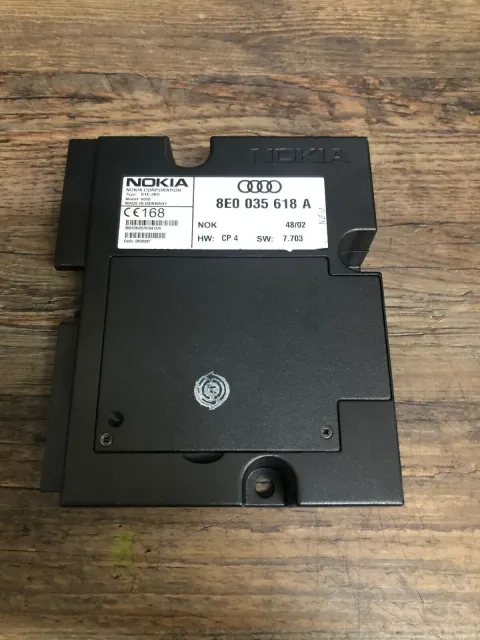 NOKIA
NOKIA
NOKIA CORPORATION
MADE IN GERMANY
CE168
8E0 035 618 A
NOK 48/02
HW: CP 4 SW: 7.703